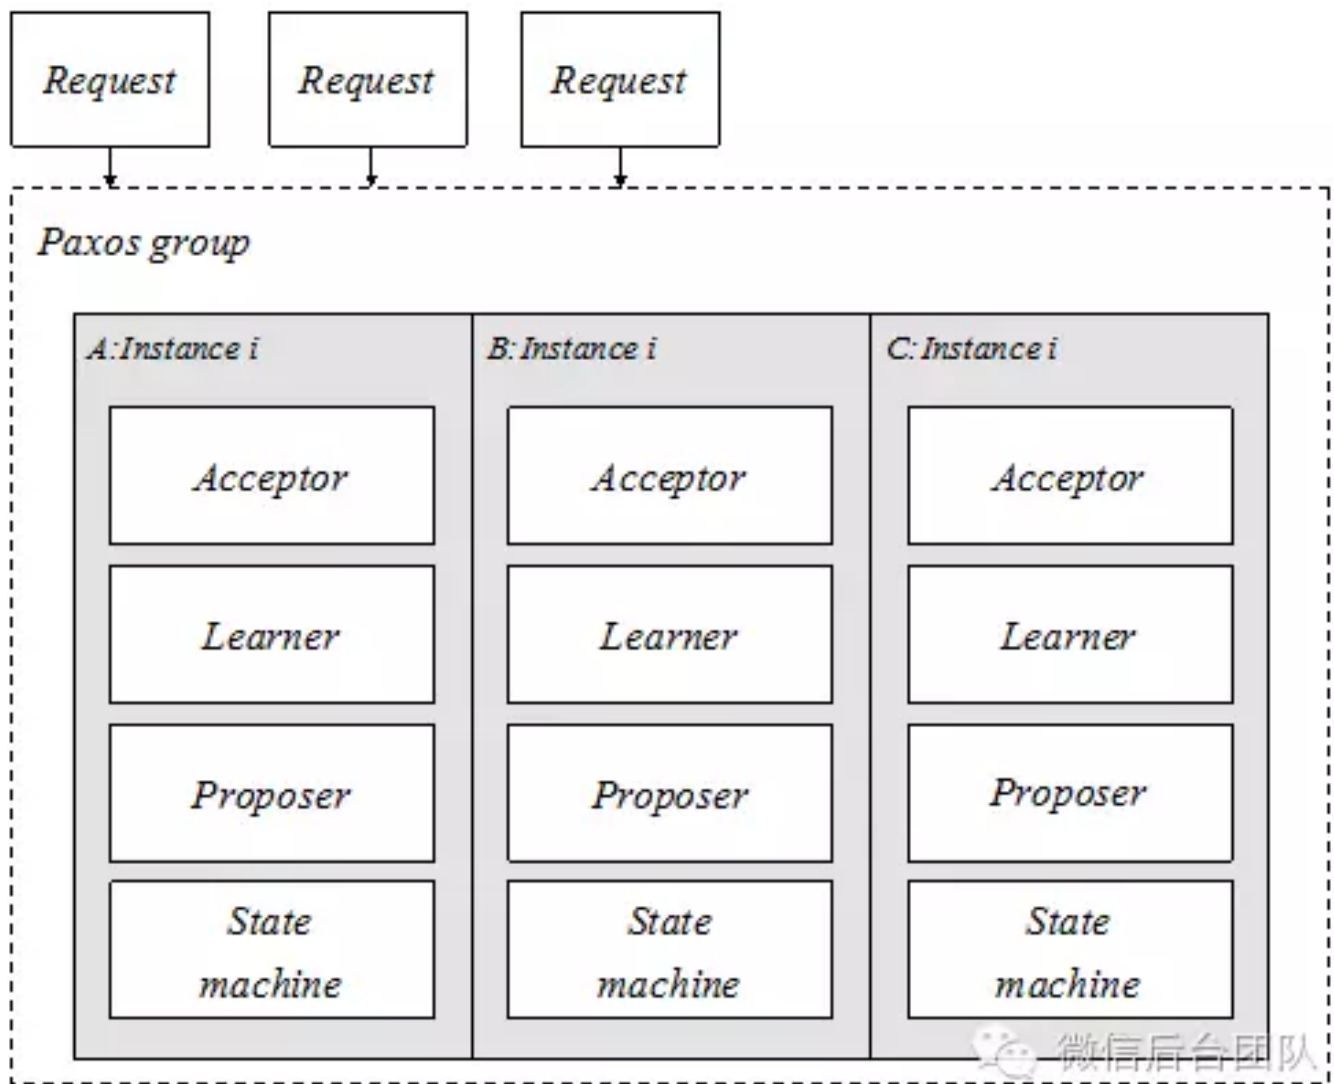 Request
Request
Request
Paxos group
A:Instance i
B:Instance i
C:Instance i
Acceptor
Acceptor
Acceptor
Learner
Learner
Learner
Proposer
Proposer
Proposer
State
machine
State
machine
State
machine
微信后台团队